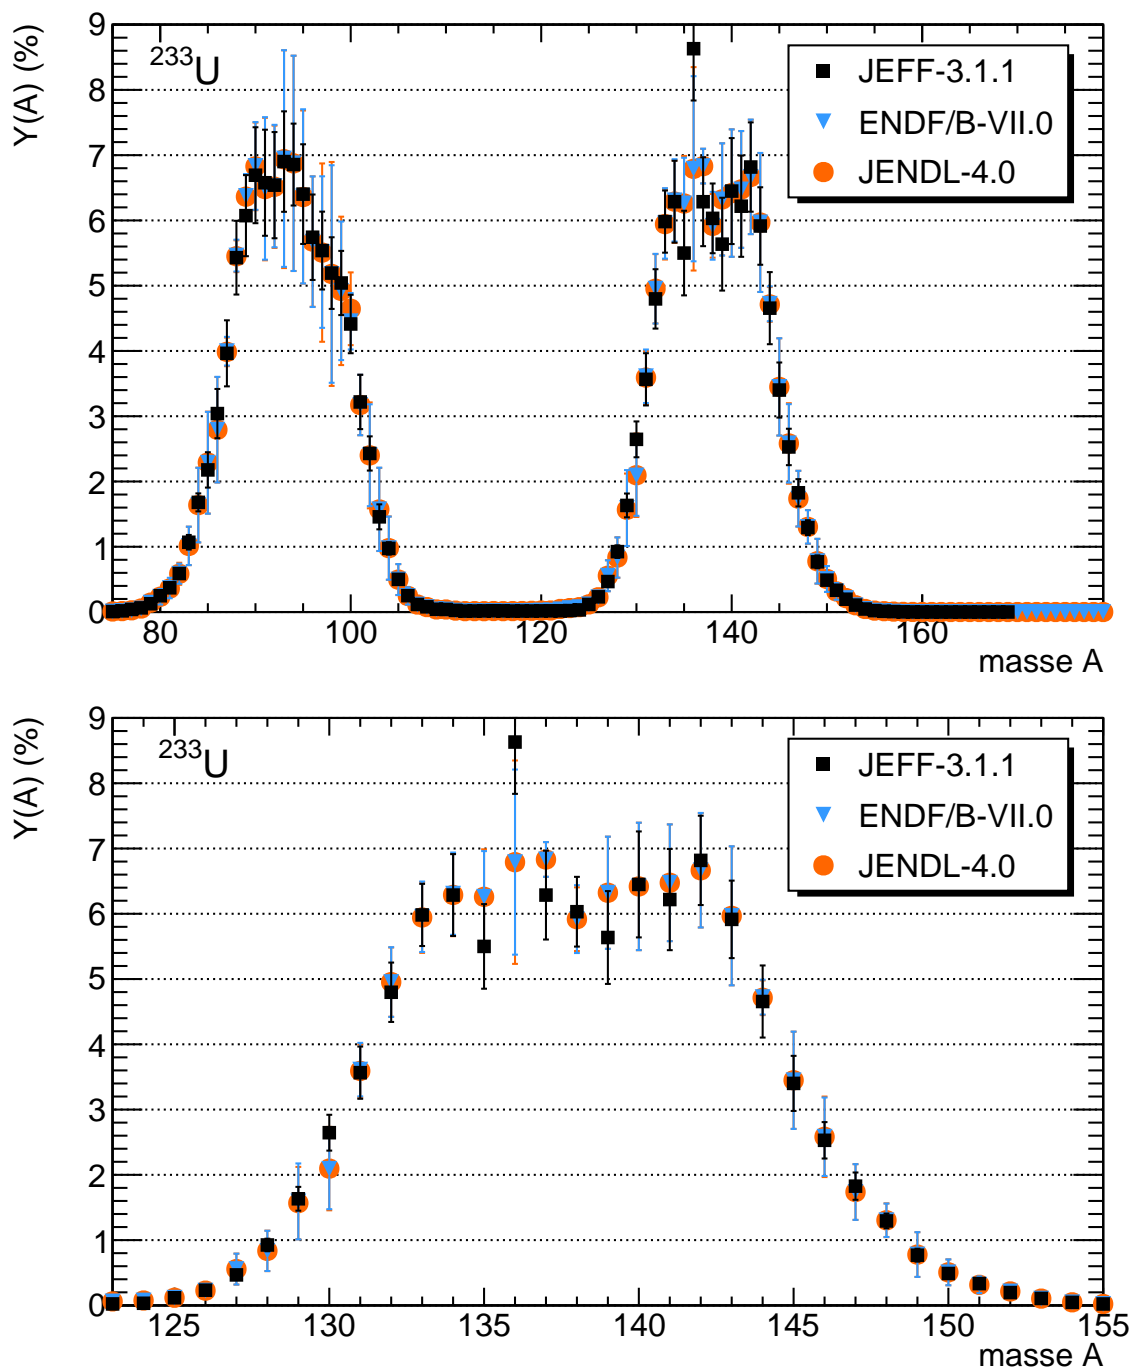 Y(A) (%)
9
8
7
6
5
4
3
2
1
0
²³³U
JEFF-3.1.1
ENDF/B-VII.0
JENDL-4.0
80 100 120 140 160
masse A
Y(A) (%)
9
8
7
6
5
4
3
2
1
0
²³³U
JEFF-3.1.1
ENDF/B-VII.0
JENDL-4.0
125 130 135 140 145 150 155
masse A